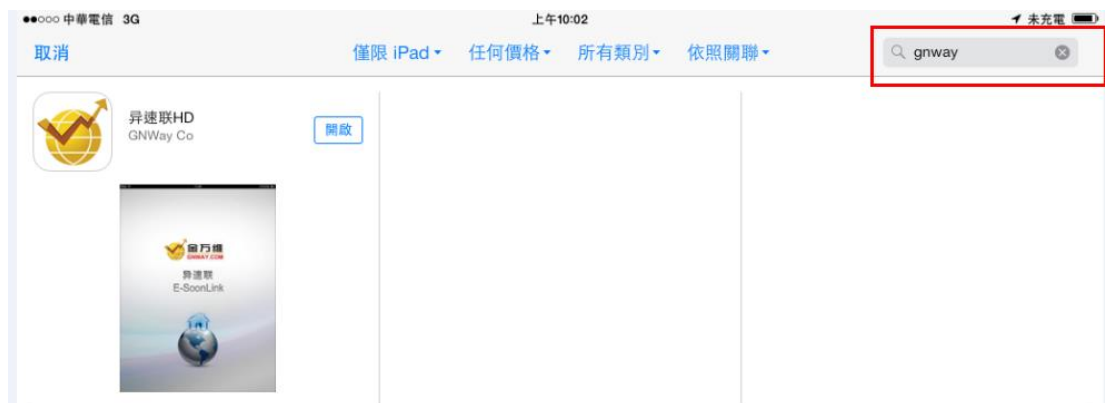 中華電信 3G 上午10:02 未充電
取消 僅限 iPad 任何價格 所有類別 依照關聯 gnway
异速联HD
GNWay Co
開啟
金万维
GNWAY.COM
异速联
E-SoonLink